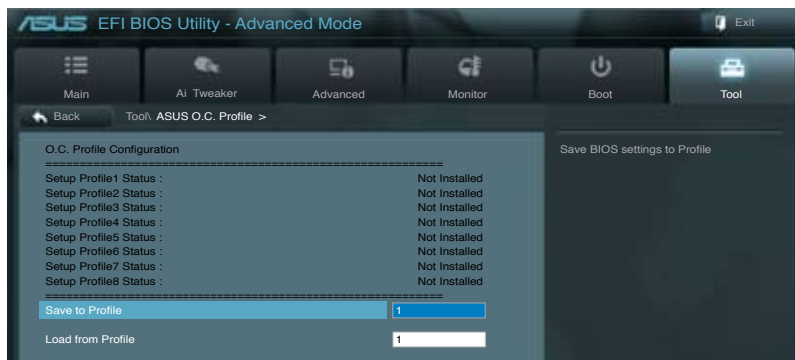 ASUS EFI BIOS Utility - Advanced Mode
Exit
Main
Ai Tweaker
Advanced
Monitor
Boot
Tool
Back
Tool\ ASUS O.C. Profile >
O.C. Profile Configuration
Save BIOS settings to Profile
==========================================================
Setup Profile1 Status : Not Installed
Setup Profile2 Status : Not Installed
Setup Profile3 Status : Not Installed
Setup Profile4 Status : Not Installed
Setup Profile5 Status : Not Installed
Setup Profile6 Status : Not Installed
Setup Profile7 Status : Not Installed
Setup Profile8 Status : Not Installed
==========================================================
Save to Profile 1
Load from Profile 1